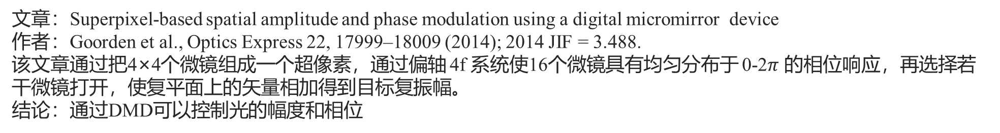 文章：Superpixel-based spatial amplitude and phase modulation using a digital micromirror device
作者：Goorden et al., Optics Express 22, 17999–18009 (2014); 2014 JIF = 3.488.
该文章通过把4×4个微镜组成一个超像素，通过偏轴 4f 系统使16个微镜具有均匀分布于 0-2π 的相位响应，再选择若
干微镜打开，使复平面上的矢量相加得到目标复振幅。
结论：通过DMD可以控制光的幅度和相位